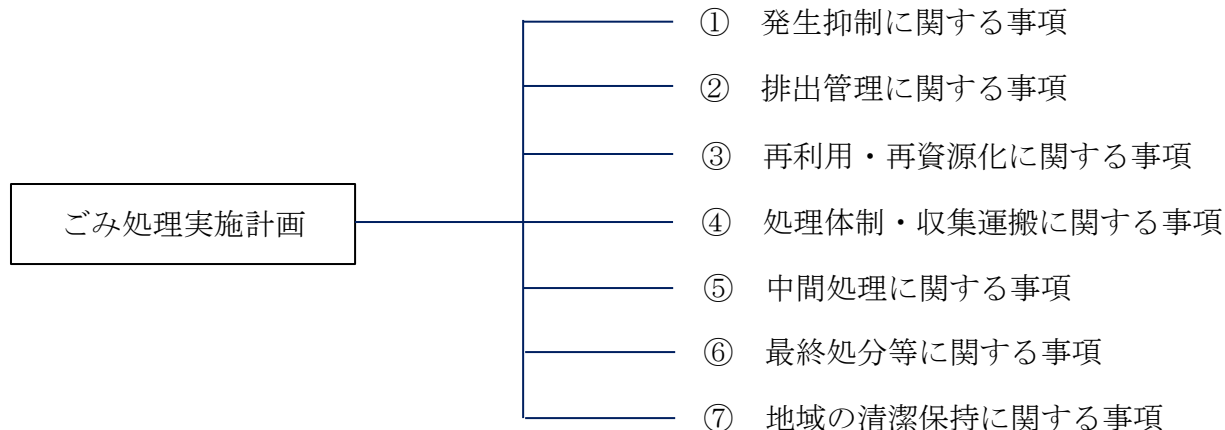 ごみ処理実施計画
① 発生抑制に関する事項
② 排出管理に関する事項
③ 再利用・再資源化に関する事項
④ 処理体制・収集運搬に関する事項
⑤ 中間処理に関する事項
⑥ 最終処分等に関する事項
⑦ 地域の清潔保持に関する事項